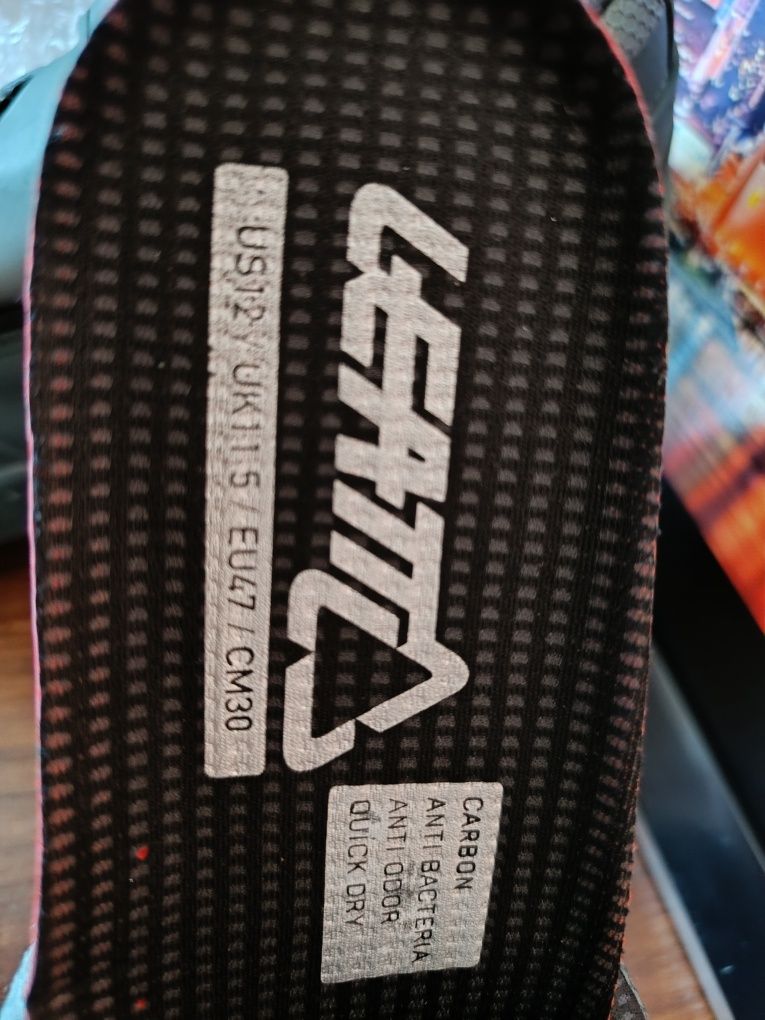 LEATT
US12 / UK11.5 / EU47 / CM30
CARBON
ANTI BACTERIA
ANTI ODOR
QUICK DRY